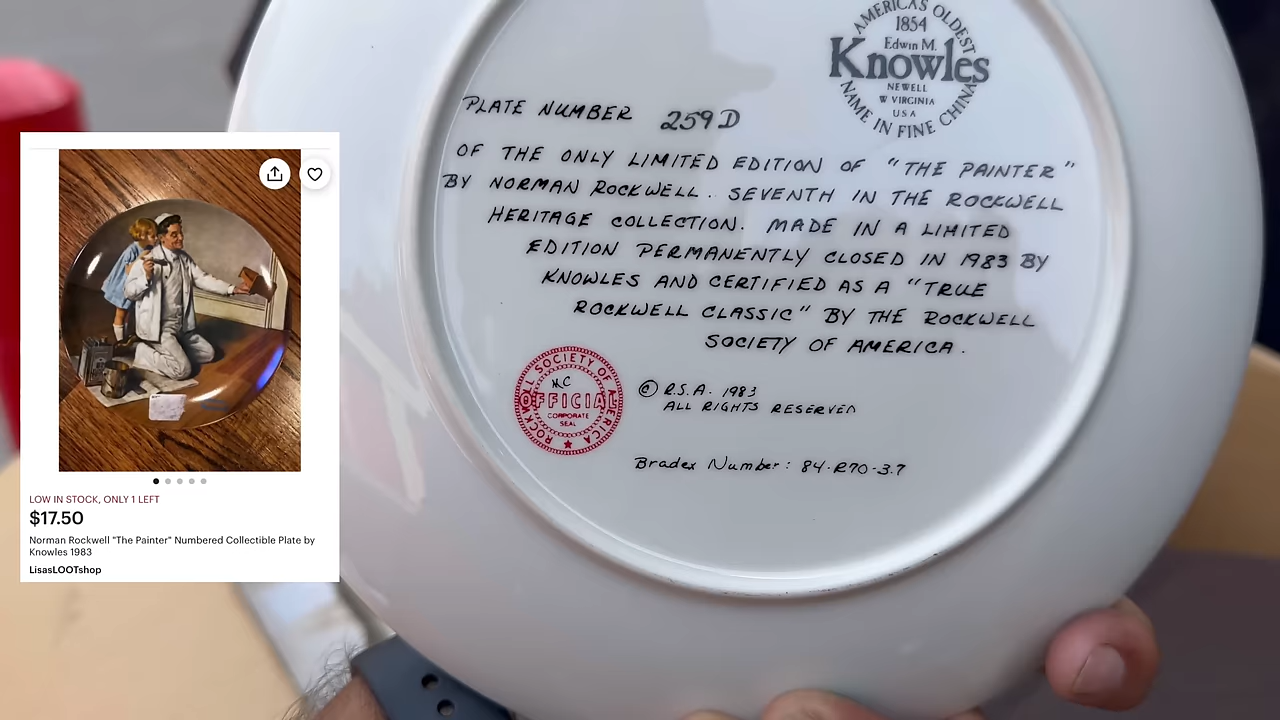 AMERICAS OLDEST
1854
Edwin M.
Knowles
NEWELL
W VIRGINIA
USA
NAME IN FINE CHINA
PLATE NUMBER 259D
OF THE ONLY LIMITED EDITION OF "THE PAINTER"
BY NORMAN ROCKWELL. SEVENTH IN THE ROCKWELL
HERITAGE COLLECTION. MADE IN A LIMITED
EDITION PERMANENTLY CLOSED IN 1983 BY
KNOWLES AND CERTIFIED AS A "TRUE
ROCKWELL CLASSIC" BY THE ROCKWELL
SOCIETY OF AMERICA.
ROCKWELL SOCIETY OF AMERICA
MC
OFFICIAL
CORPORATE
SEAL
© R.S.A. 1983
ALL RIGHTS RESERVED
Bradex Number: 84-R70-3.7
LOW IN STOCK, ONLY 1 LEFT
$17.50
Norman Rockwell "The Painter" Numbered Collectible Plate by
Knowles 1983
LisasLOOTshop